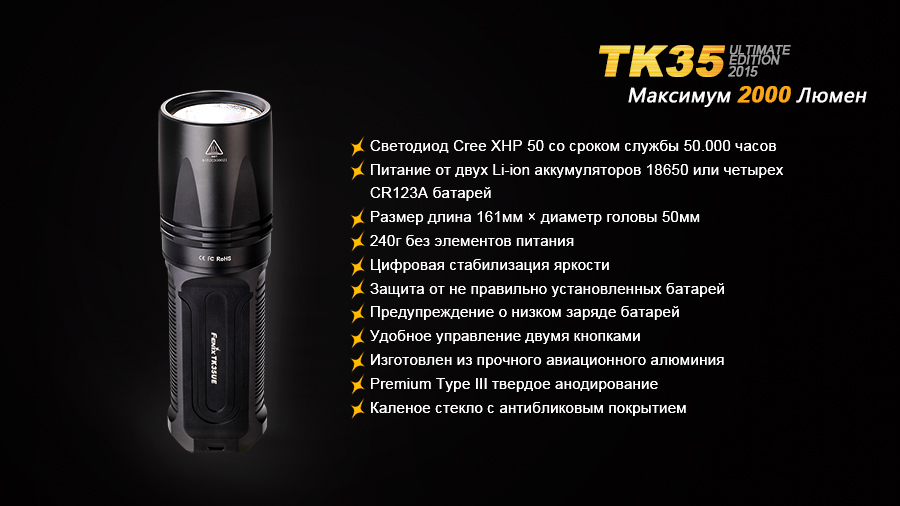 TK35 ULTIMATE
EDITION
2015
Максимум 2000 Люмен
Светодиод Cree XHP 50 со сроком службы 50.000 часов
Питание от двух Li-ion аккумуляторов 18650 или четырех
CR123A батарей
Размер длина 161мм × диаметр головы 50мм
240г без элементов питания
Цифровая стабилизация яркости
Защита от не правильно установленных батарей
Предупреждение о низком заряде батарей
Удобное управление двумя кнопками
Изготовлен из прочного авиационного алюминия
Premium Type III твердое анодирование
Каленое стекло с антибликовым покрытием
CE FC RoHS
Fenix TK35UE